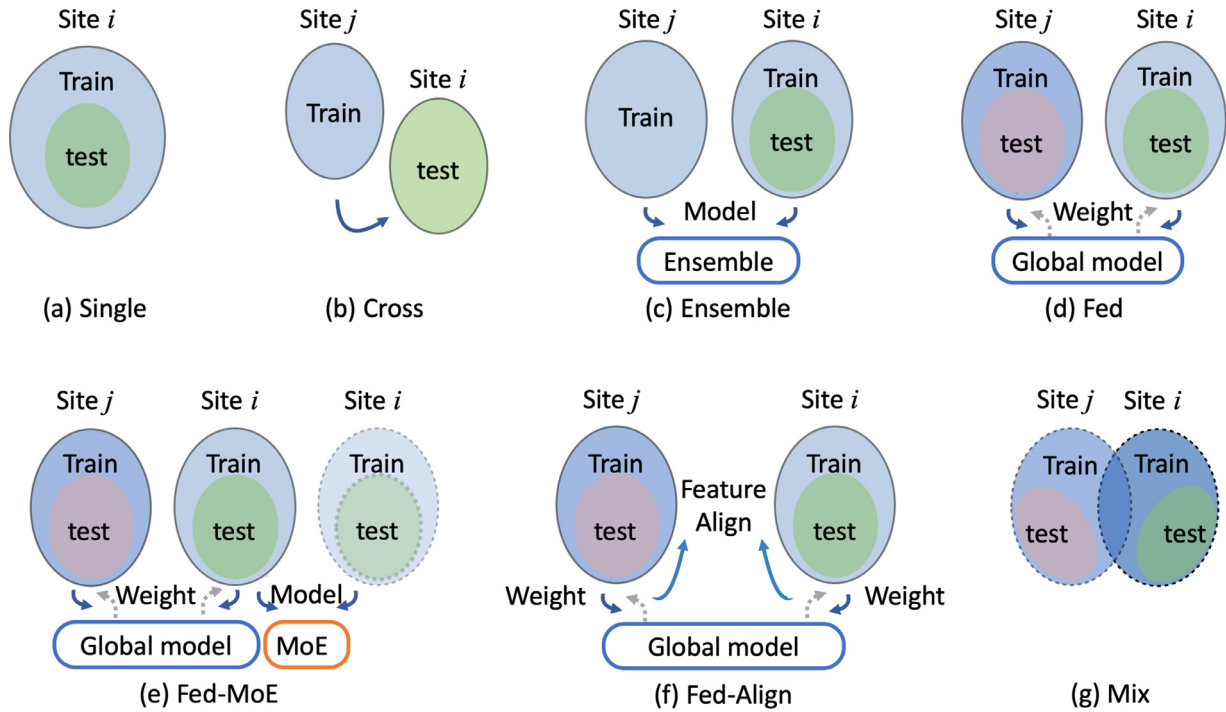 Site i
Train
test
(a) Single
Site j
Train
Site i
test
(b) Cross
Site j
Site i
Train
Train
test
Model
Ensemble
(c) Ensemble
Site j
Site i
Train
Train
test
test
Weight
Global model
(d) Fed
Site j
Site i
Site i
Train
Train
Train
test
test
test
Weight
Model
Global model
MoE
(e) Fed-MoE
Site j
Site i
Train
Train
test
test
Feature
Align
Weight
Weight
Global model
(f) Fed-Align
Site j
Site i
Train
Train
test
test
(g) Mix